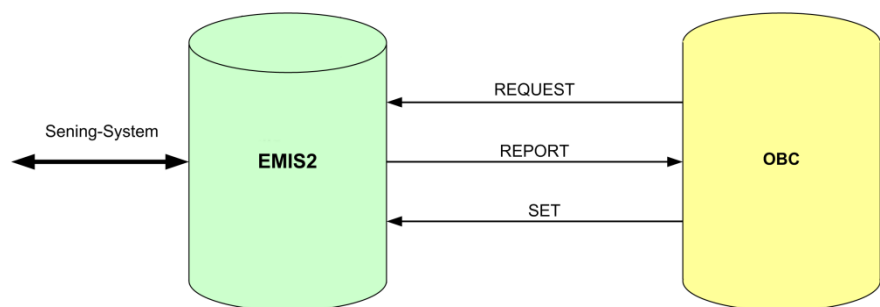 REQUEST
Sening-System
EMIS2
REPORT
OBC
SET